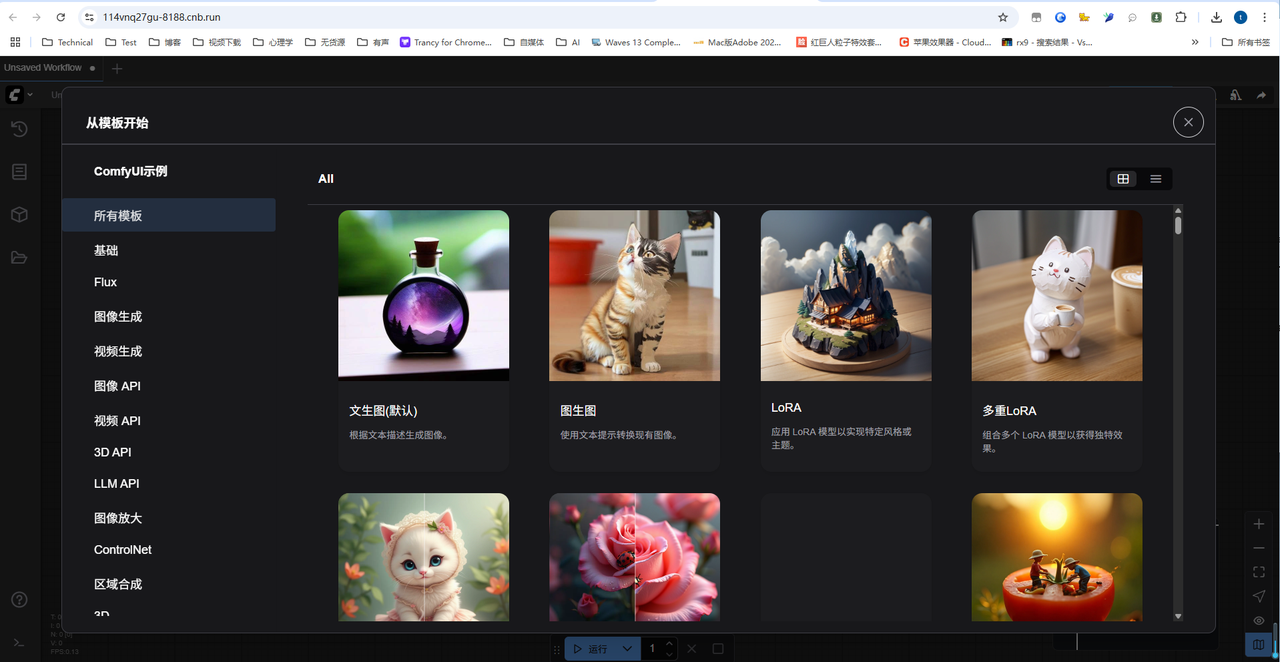 114vnq27gu-8188.cnb.run
t
Technical
Test
博客
视频下载
心理学
无货源
有声
Trancy for Chrome...
自媒体
AI
Waves 13 Comple...
Mac版Adobe 202...
红巨人粒子特效套...
苹果效果器 - Cloud...
rx9 - 搜索结果 - Vs...
所有书签
Unsaved Workflow
从模板开始
ComfyUI示例
所有模板
基础
Flux
图像生成
视频生成
图像 API
视频 API
3D API
LLM API
图像放大
ControlNet
区域合成
3D
All
文生图(默认)
根据文本描述生成图像。
图生图
使用文本提示转换现有图像。
LoRA
应用 LoRA 模型以实现特定风格或
主题。
多重LoRA
组合多个 LoRA 模型以获得独特效
果。
运行
1